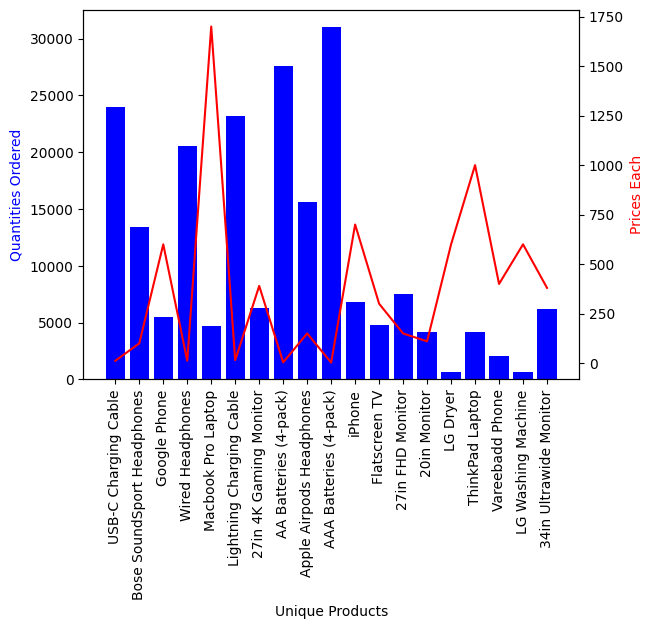 30000
25000
20000
15000
10000
5000
0
Quantities Ordered
1750
1500
1250
1000
750
500
250
0
Prices Each
USB-C Charging Cable
Bose SoundSport Headphones
Google Phone
Wired Headphones
Macbook Pro Laptop
Lightning Charging Cable
27in 4K Gaming Monitor
AA Batteries (4-pack)
Apple Airpods Headphones
AAA Batteries (4-pack)
iPhone
Flatscreen TV
27in FHD Monitor
20in Monitor
LG Dryer
ThinkPad Laptop
Vareebadd Phone
LG Washing Machine
34in Ultrawide Monitor
Unique Products